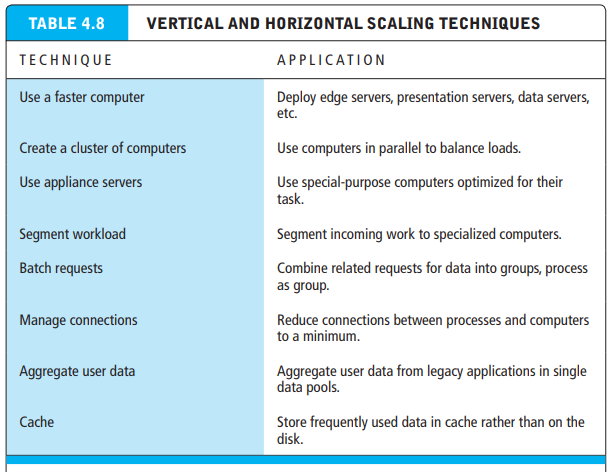 TABLE 4.8 VERTICAL AND HORIZONTAL SCALING TECHNIQUES
TECHNIQUE APPLICATION
Use a faster computer Deploy edge servers, presentation servers, data servers,
etc.
Create a cluster of computers Use computers in parallel to balance loads.
Use appliance servers Use special-purpose computers optimized for their
task.
Segment workload Segment incoming work to specialized computers.
Batch requests Combine related requests for data into groups, process
as group.
Manage connections Reduce connections between processes and computers
to a minimum.
Aggregate user data Aggregate user data from legacy applications in single
data pools.
Cache Store frequently used data in cache rather than on the
disk.